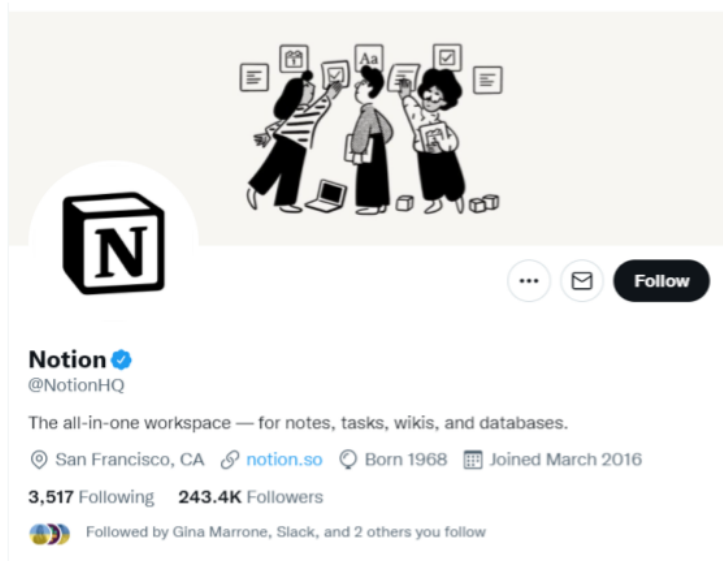 Aa
N
Follow
Notion
@NotionHQ
The all-in-one workspace — for notes, tasks, wikis, and databases.
San Francisco, CA notion.so Born 1968 Joined March 2016
3,517 Following 243.4K Followers
Followed by Gina Marrone, Slack, and 2 others you follow